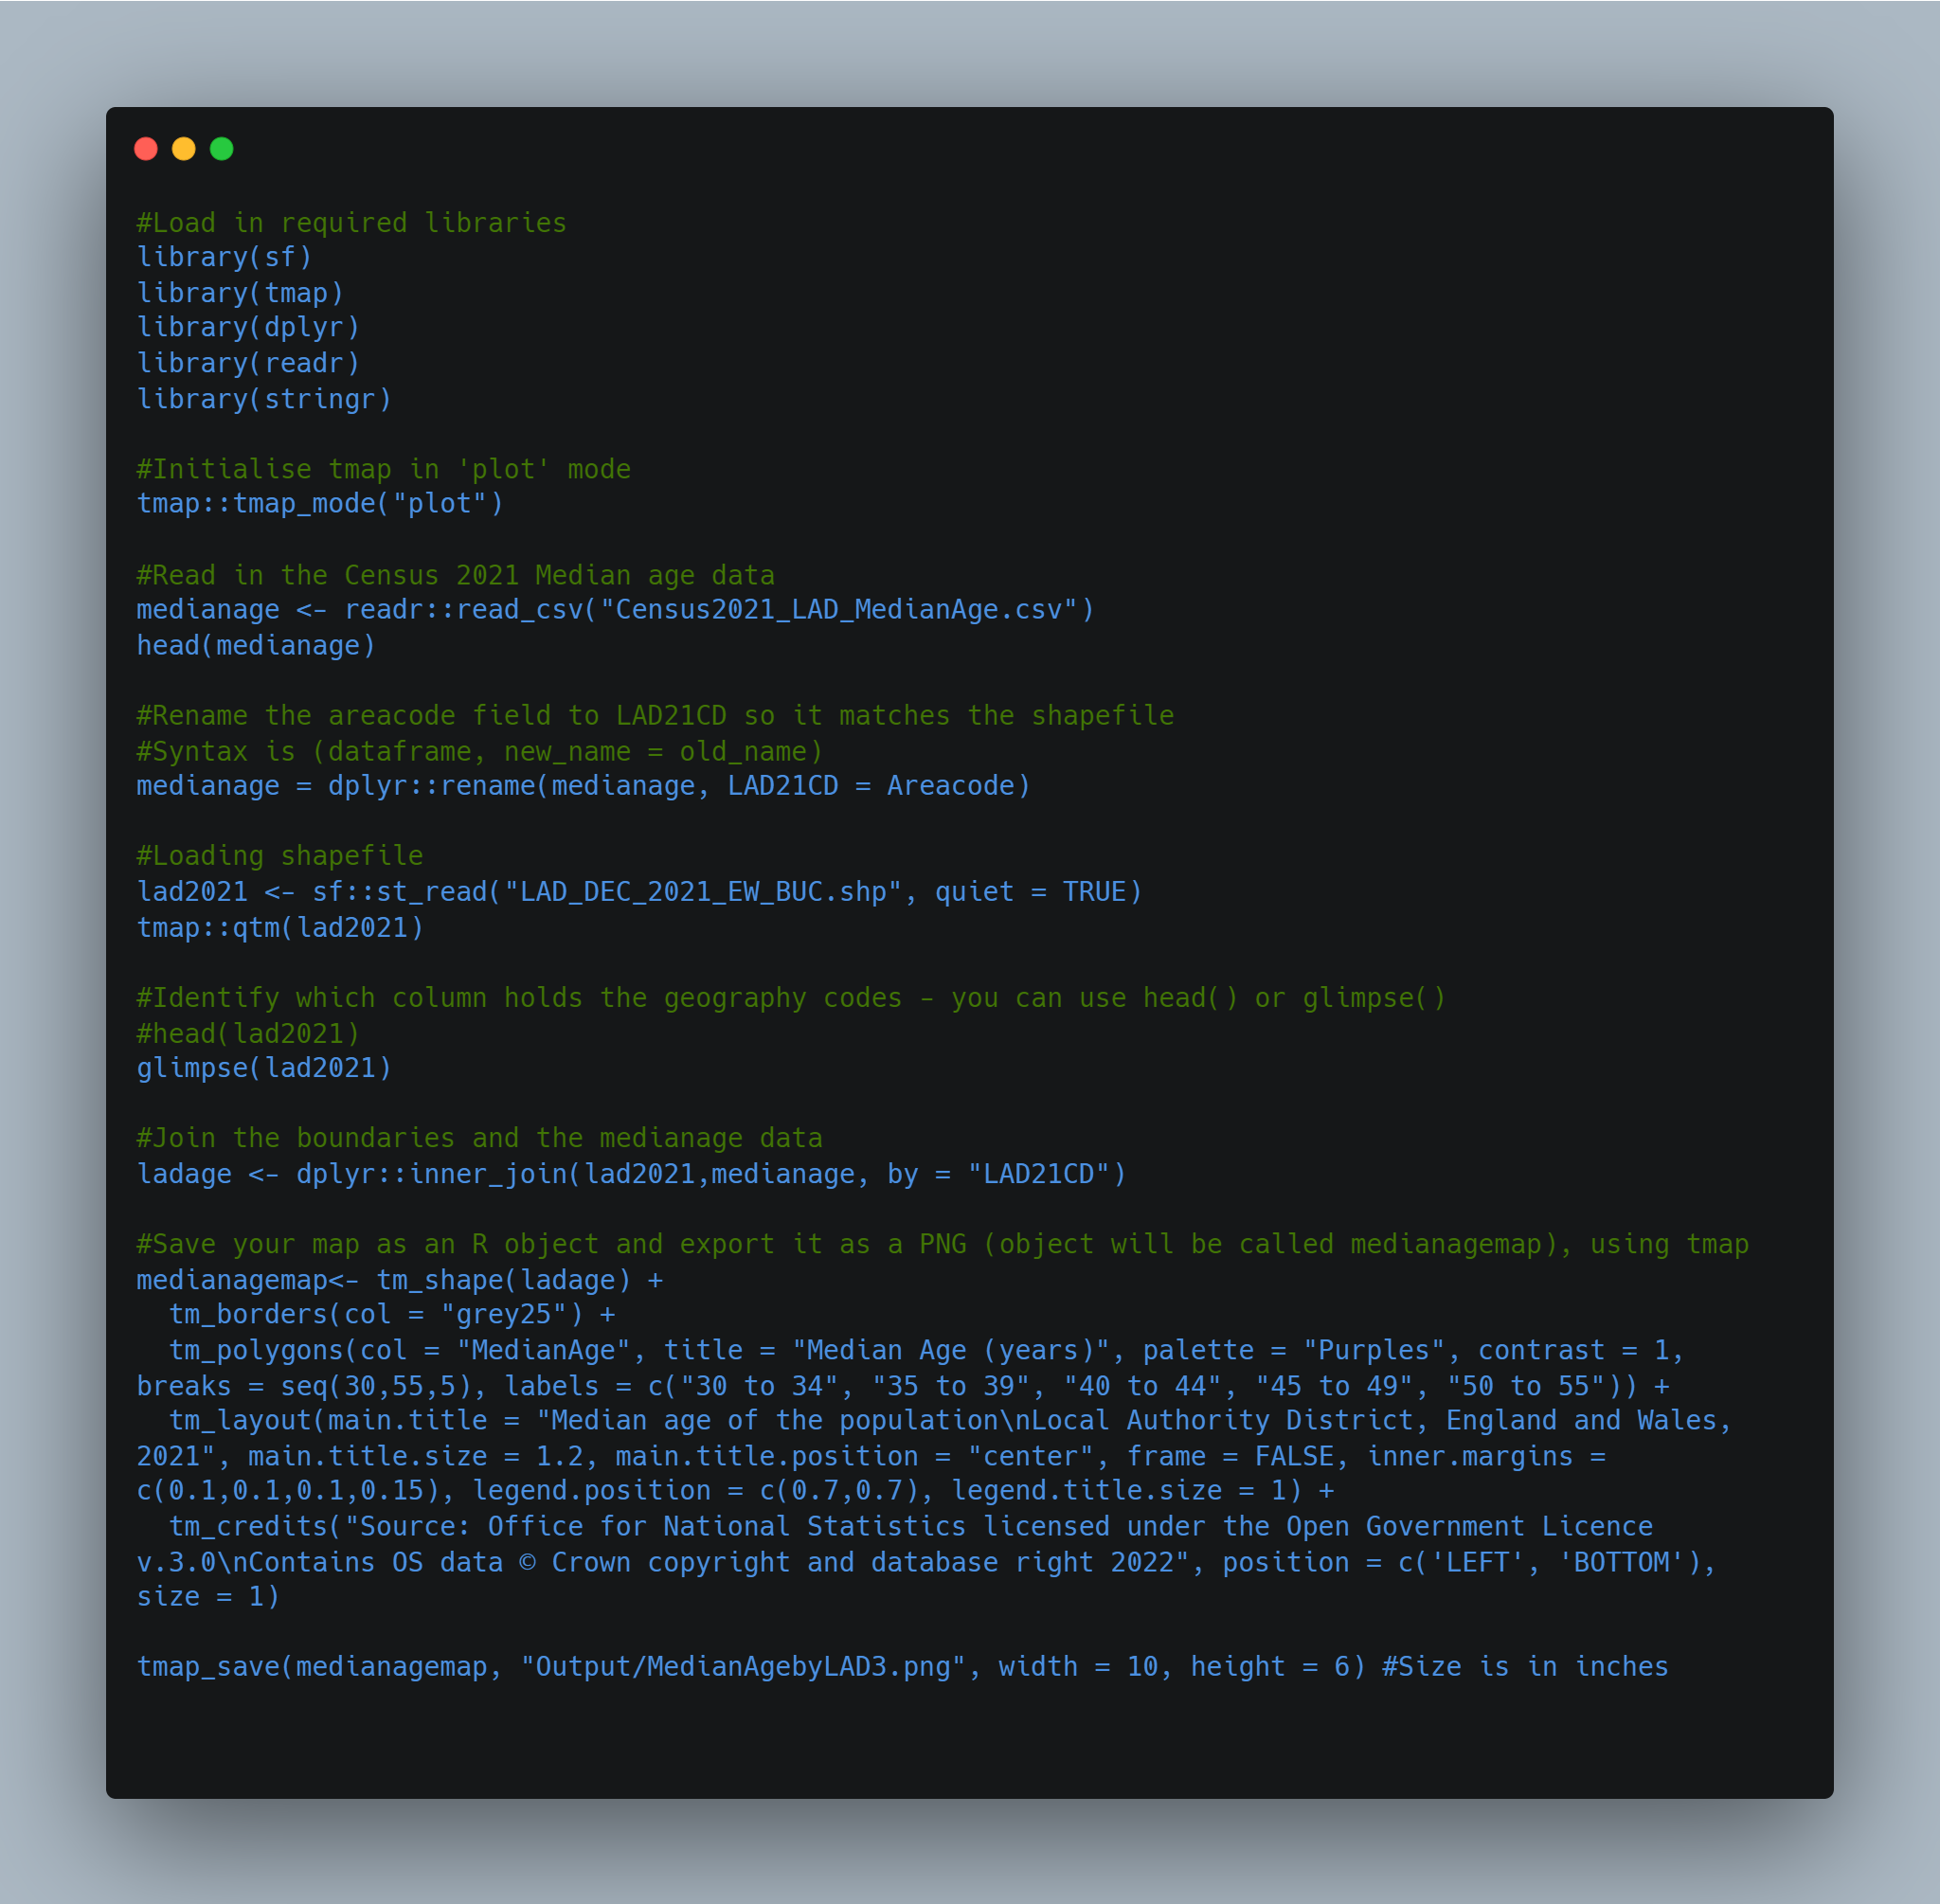 #Load in required libraries
library(sf)
library(tmap)
library(dplyr)
library(readr)
library(stringr)

#Initialise tmap in 'plot' mode
tmap::tmap_mode("plot")

#Read in the Census 2021 Median age data
medianage <- readr::read_csv("Census2021_LAD_MedianAge.csv")
head(medianage)

#Rename the areacode field to LAD21CD so it matches the shapefile
#Syntax is (dataframe, new_name = old_name)
medianage = dplyr::rename(medianage, LAD21CD = Areacode)

#Loading shapefile
lad2021 <- sf::st_read("LAD_DEC_2021_EW_BUC.shp", quiet = TRUE)
tmap::qtm(lad2021)

#Identify which column holds the geography codes - you can use head() or glimpse()
#head(lad2021)
glimpse(lad2021)

#Join the boundaries and the medianage data
ladage <- dplyr::inner_join(lad2021,medianage, by = "LAD21CD")

#Save your map as an R object and export it as a PNG (object will be called medianagemap), using tmap
medianagemap<- tm_shape(ladage) +
  tm_borders(col = "grey25") +
  tm_polygons(col = "MedianAge", title = "Median Age (years)", palette = "Purples", contrast = 1,
breaks = seq(30,55,5), labels = c("30 to 34", "35 to 39", "40 to 44", "45 to 49", "50 to 55")) +
  tm_layout(main.title = "Median age of the population\nLocal Authority District, England and Wales,
2021", main.title.size = 1.2, main.title.position = "center", frame = FALSE, inner.margins =
c(0.1,0.1,0.1,0.15), legend.position = c(0.7,0.7), legend.title.size = 1) +
  tm_credits("Source: Office for National Statistics licensed under the Open Government Licence
v.3.0\nContains OS data © Crown copyright and database right 2022", position = c('LEFT', 'BOTTOM'),
size = 1)

tmap_save(medianagemap, "Output/MedianAgebyLAD3.png", width = 10, height = 6) #Size is in inches